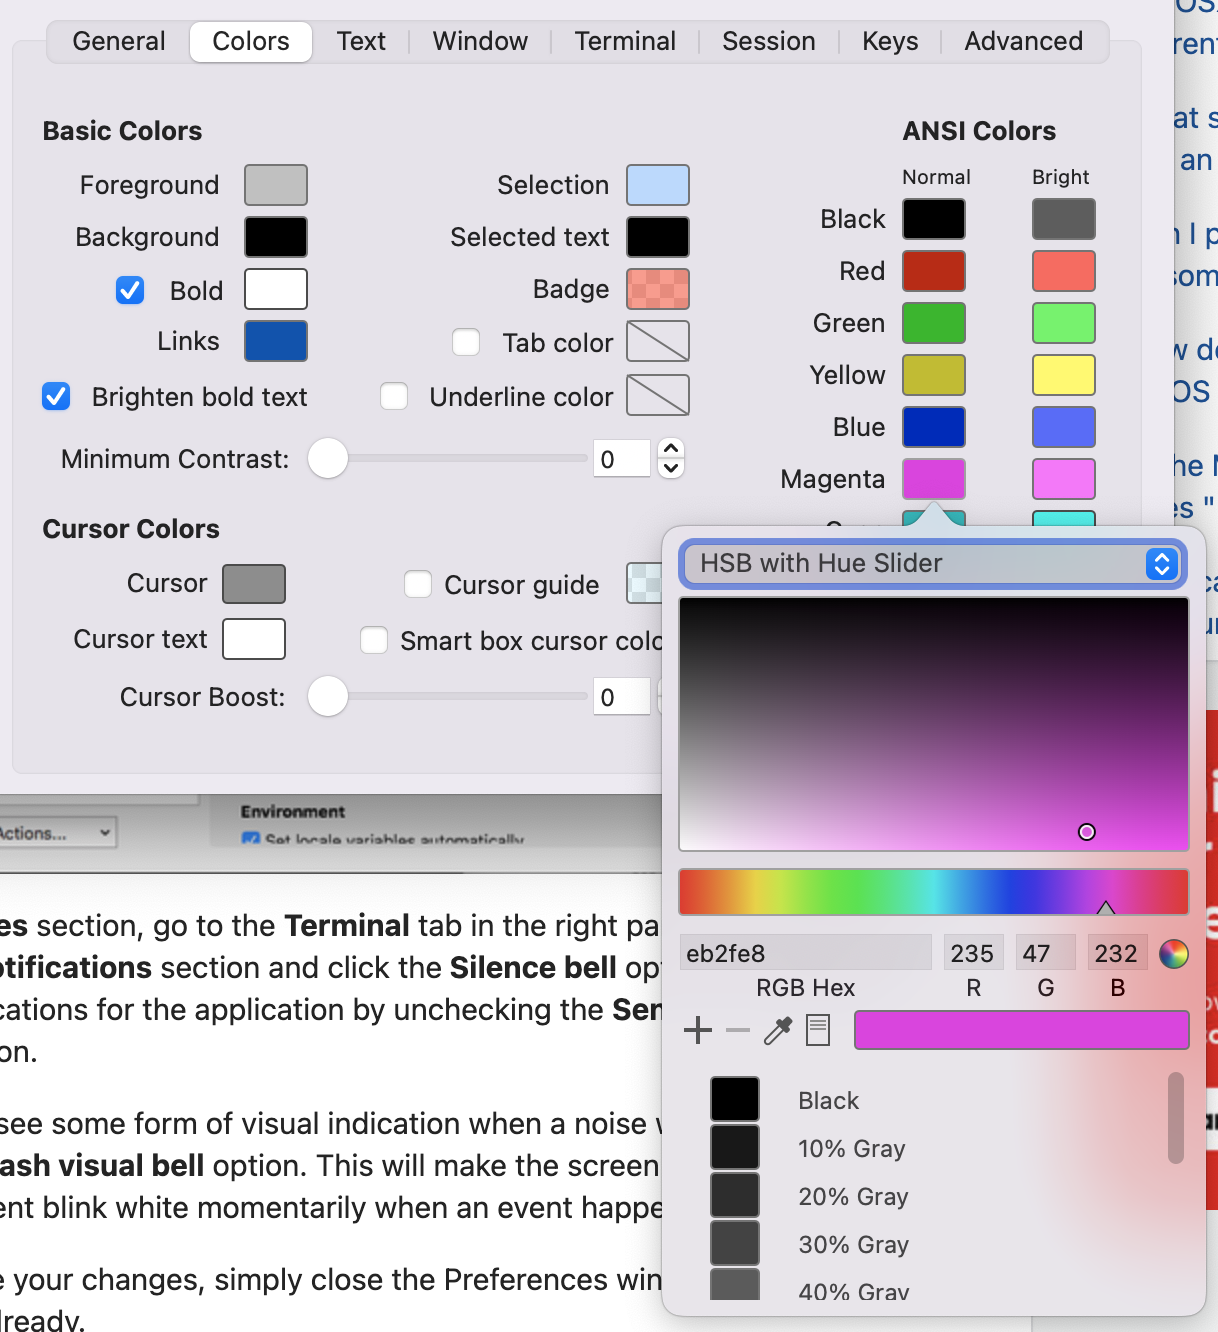 General Colors Text Window Terminal Session Keys Advanced
Basic Colors
Foreground
Background
Bold
Links
Brighten bold text
Minimum Contrast: 0
Selection
Selected text
Badge
Tab color
Underline color
ANSI Colors
Normal Bright
Black
Red
Green
Yellow
Blue
Magenta
Cursor Colors
Cursor
Cursor text
Cursor Boost: 0
Cursor guide
Smart box cursor colo
HSB with Hue Slider
eb2fe8 235 47 232
RGB Hex R G B
Black
10% Gray
20% Gray
30% Gray
40% Gray
Environment
Set locale variables automatically
Actions...
es section, go to the Terminal tab in the right pa
otifications section and click the Silence bell op
cations for the application by unchecking the Sen
on.
see some form of visual indication when a noise
ash visual bell option. This will make the screen
ent blink white momentarily when an event happe
e your changes, simply close the Preferences win
lready.
at s
an
I p
som
OS
he
es "